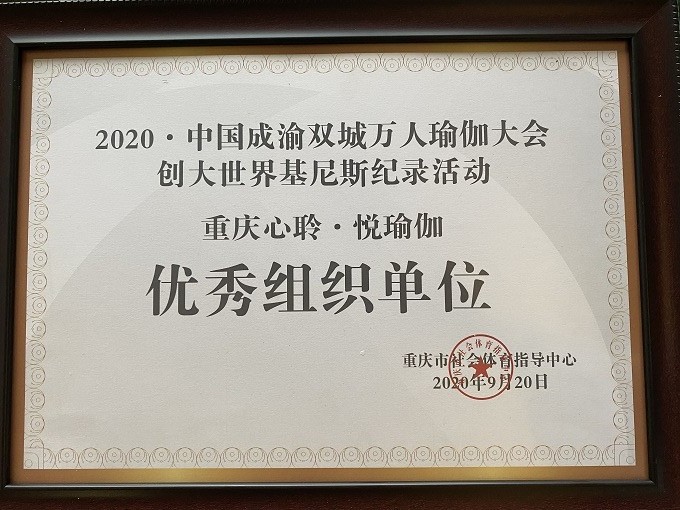 2020·中国成渝双城万人瑜伽大会
创大世界基尼斯纪录活动
重庆心聆·悦瑜伽
优秀组织单位
重庆市社会体育指导中心
2020年9月20日